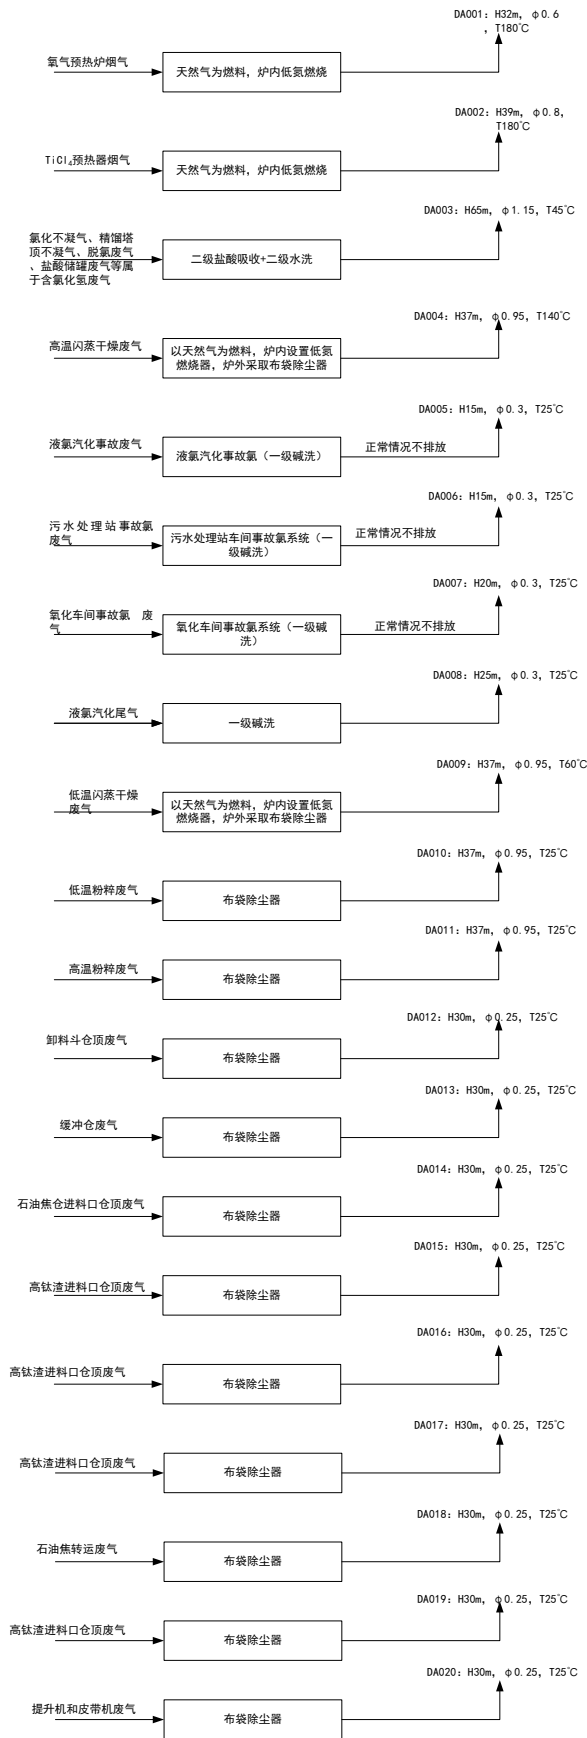 DA001：H32m，φ0.6
，T180℃
氧气预热炉烟气
天然气为燃料，炉内低氮燃烧
DA002：H39m，φ0.8，
T180℃
TiCl₄预热器烟气
天然气为燃料，炉内低氮燃烧
DA003：H65m，φ1.15，T45℃
氯化不凝气、精馏塔
顶不凝气、脱氯废气
、盐酸储罐废气等属
于含氯化氢废气
二级盐酸吸收+二级水洗
DA004：H37m，φ0.95，T140℃
高温闪蒸干燥废气
以天然气为燃料，炉内设置低氮
燃烧器，炉外采取布袋除尘器
DA005：H15m，φ0.3，T25℃
液氯汽化事故废气
液氯汽化事故氯（一级碱洗）
正常情况不排放
DA006：H15m，φ0.3，T25℃
污水处理站事故氯
废气
污水处理站车间事故氯系统（一
级碱洗）
正常情况不排放
DA007：H20m，φ0.3，T25℃
氧化车间事故氯 废
气
氧化车间事故氯系统（一级碱
洗）
正常情况不排放
DA008：H25m，φ0.3，T25℃
液氯汽化尾气
一级碱洗
DA009：H37m，φ0.95，T60℃
低温闪蒸干燥
废气
以天然气为燃料，炉内设置低氮
燃烧器，炉外采取布袋除尘器
DA010：H37m，φ0.95，T25℃
低温粉粹废气
布袋除尘器
DA011：H37m，φ0.95，T25℃
高温粉粹废气
布袋除尘器
DA012：H30m，φ0.25，T25℃
卸料斗仓顶废气
布袋除尘器
DA013：H30m，φ0.25，T25℃
缓冲仓废气
布袋除尘器
DA014：H30m，φ0.25，T25℃
石油焦仓进料口仓顶废气
布袋除尘器
DA015：H30m，φ0.25，T25℃
高钛渣进料口仓顶废气
布袋除尘器
DA016：H30m，φ0.25，T25℃
高钛渣进料口仓顶废气
布袋除尘器
DA017：H30m，φ0.25，T25℃
高钛渣进料口仓顶废气
布袋除尘器
DA018：H30m，φ0.25，T25℃
石油焦转运废气
布袋除尘器
DA019：H30m，φ0.25，T25℃
高钛渣进料口仓顶废气
布袋除尘器
DA020：H30m，φ0.25，T25℃
提升机和皮带机废气
布袋除尘器